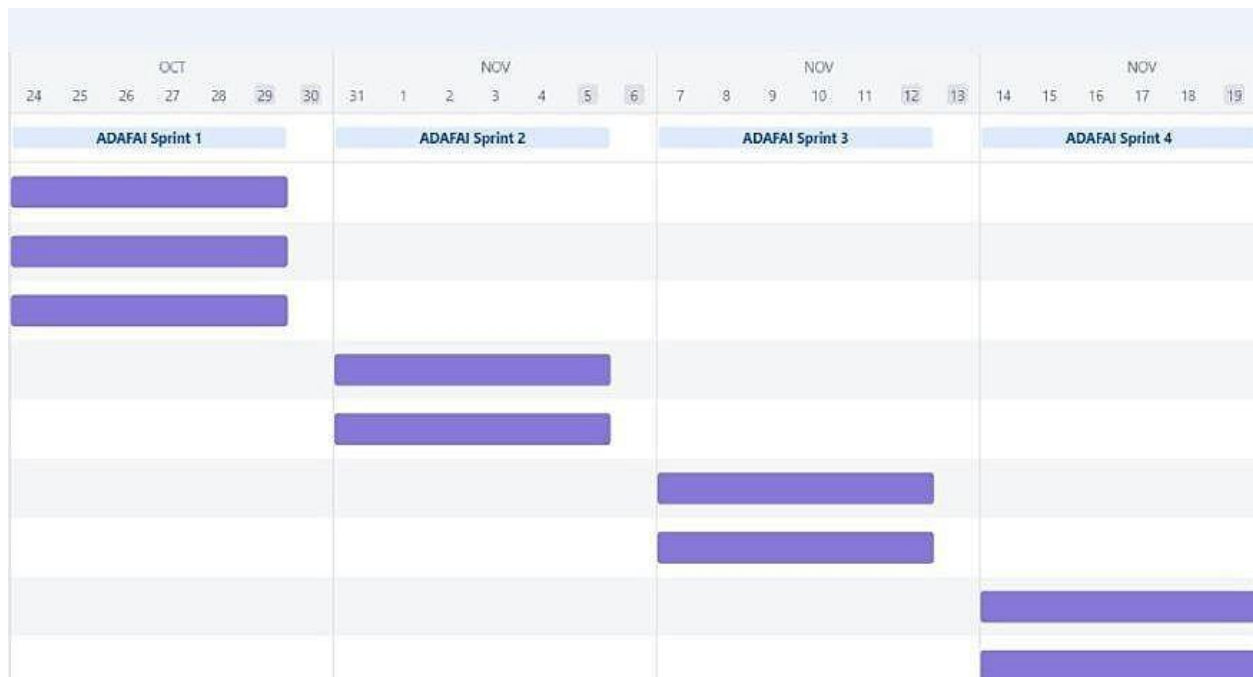 OCT NOV NOV NOV
24 25 26 27 28 29 30 31 1 2 3 4 5 6 7 8 9 10 11 12 13 14 15 16 17 18 19
ADAFAI Sprint 1 ADAFAI Sprint 2 ADAFAI Sprint 3 ADAFAI Sprint 4